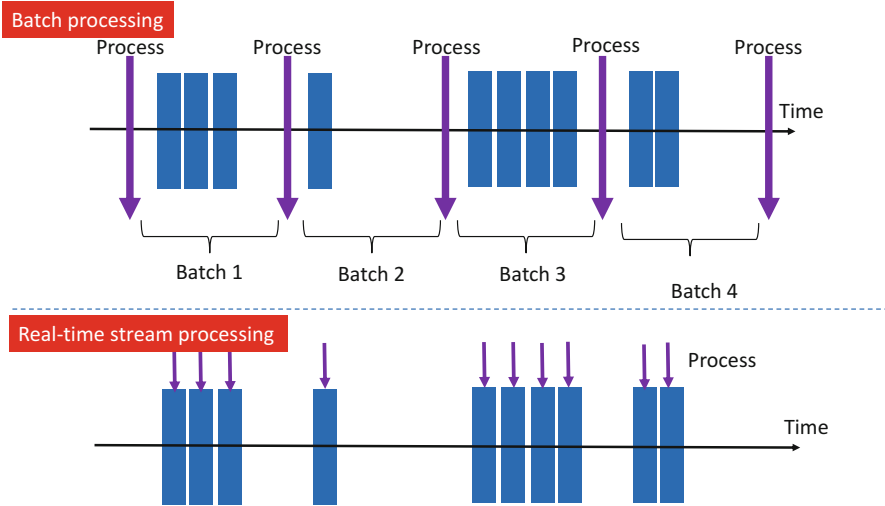 Batch processing
Process Process Process Process Process
Time
Batch 1 Batch 2 Batch 3 Batch 4
Real-time stream processing
Process
Time